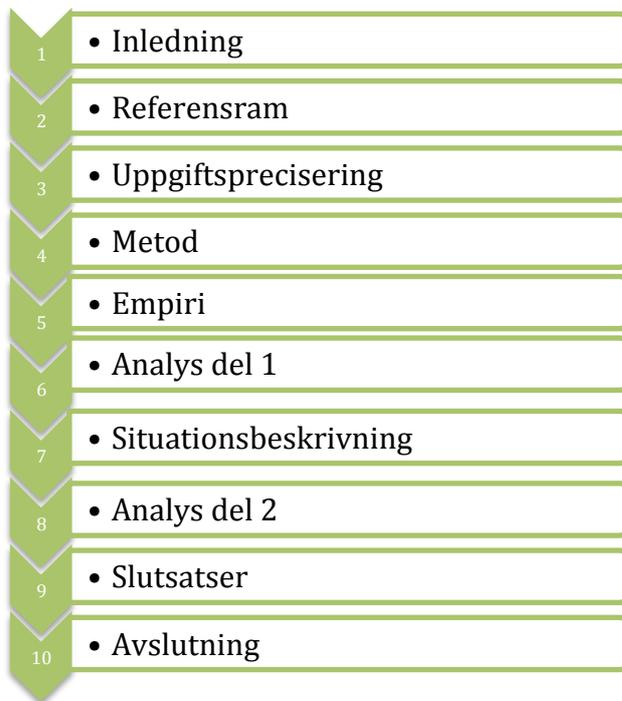 1 • Inledning
2 • Referensram
3 • Uppgiftsprecisering
4 • Metod
5 • Empiri
6 • Analys del 1
7 • Situationsbeskrivning
8 • Analys del 2
9 • Slutsatser
10 • Avslutning